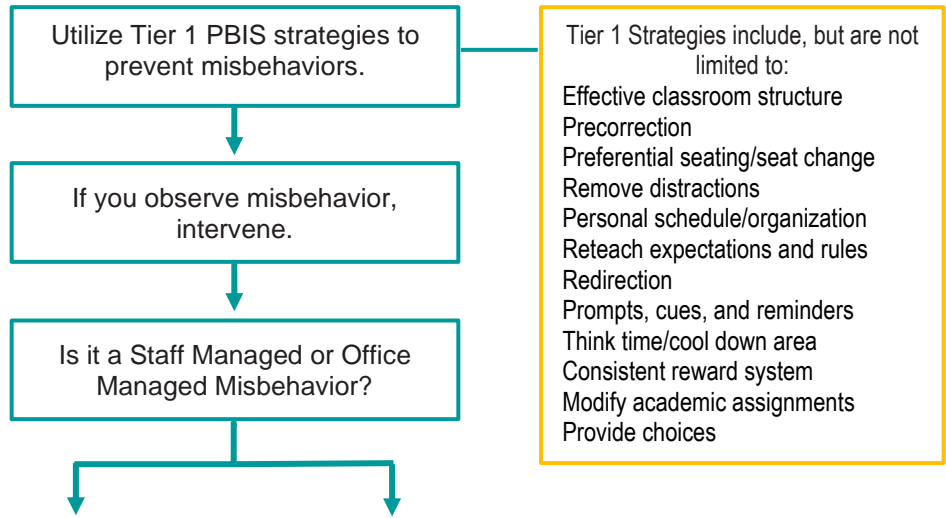 Utilize Tier 1 PBIS strategies to
prevent misbehaviors.
If you observe misbehavior,
intervene.
Is it a Staff Managed or Office
Managed Misbehavior?
Tier 1 Strategies include, but are not
limited to:
Effective classroom structure
Precorrection
Preferential seating/seat change
Remove distractions
Personal schedule/organization
Reteach expectations and rules
Redirection
Prompts, cues, and reminders
Think time/cool down area
Consistent reward system
Modify academic assignments
Provide choices